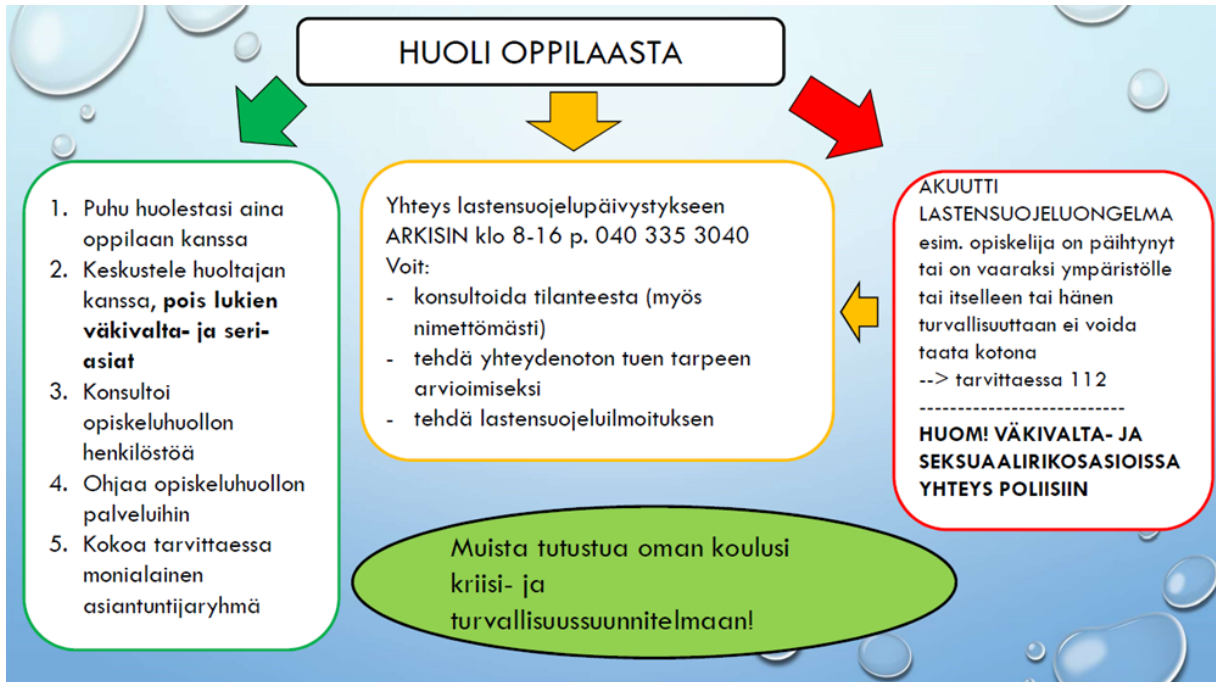 HUOLI OPPILAASTA
1. Puhu huolestasi aina
oppilaan kanssa
2. Keskustele huoltajan
kanssa, pois lukien
väkivalta- ja seri-
asiat
3. Konsultoi
opiskeluhuollon
henkilöstöä
4. Ohjaa opiskeluhuollon
palveluihin
5. Kokoa tarvittaessa
monialainen
asiantuntijaryhmä
Yhteys lastensuojelupäivystykseen
ARKISIN klo 8-16 p. 040 335 3040
Voit:
- konsultoida tilanteesta (myös
nimettömästi)
- tehdä yhteydenoton tuen tarpeen
arvioimiseksi
- tehdä lastensuojeluilmoituksen
AKUUTTI
LASTENSUOJELUONGELMA
esim. opiskelija on päihtynyt
tai on vaaraksi ympäristölle
tai itselleen tai hänen
turvallisuuttaan ei voida
taata kotona
--> tarvittaessa 112
---------------------------
HUOM! VÄKIVALTA- JA
SEKSUAALIRIKOSASIOISSA
YHTEYS POLIISIIN
Muista tutustua oman koulusi
kriisi- ja
turvallisuussuunnitelmaan!